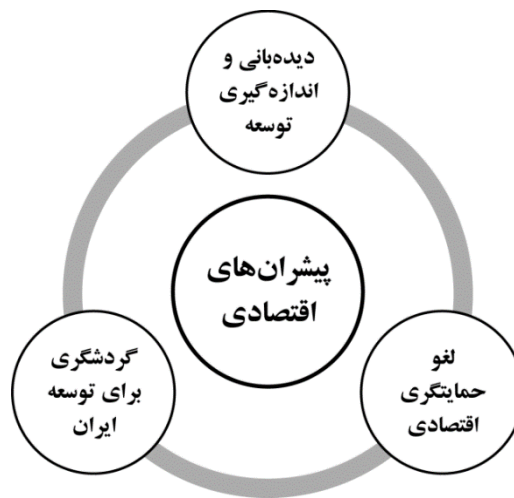 دیده‌بانی و
اندازه‌گیری
توسعه
پیشران‌های
اقتصادی
لغو
حمایتگری
اقتصادی
گردشگری
برای توسعه
ایران